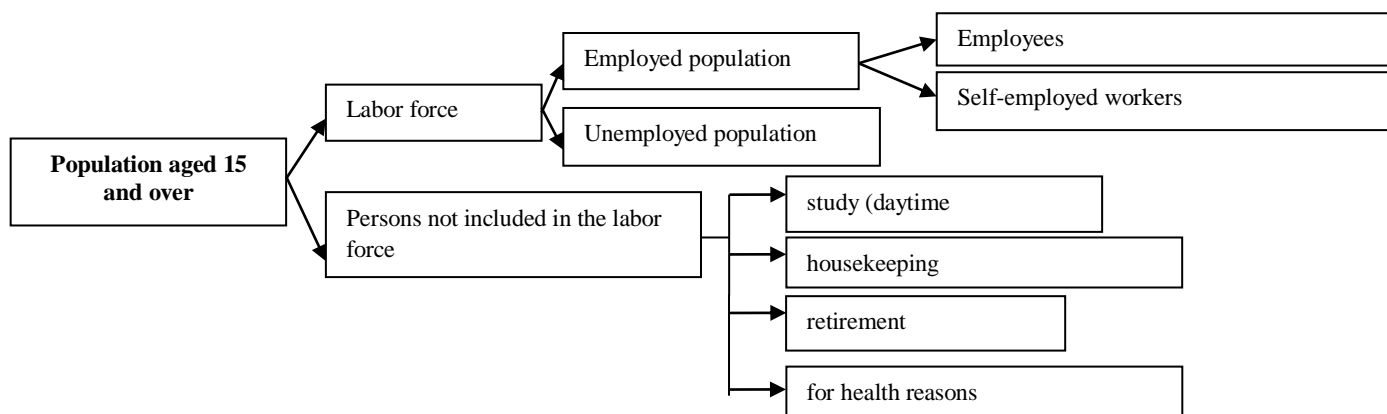 Population aged 15
and over
Labor force
Employed population
Employees
Self-employed workers
Unemployed population
Persons not included in the labor
force
study (daytime
housekeeping
retirement
for health reasons